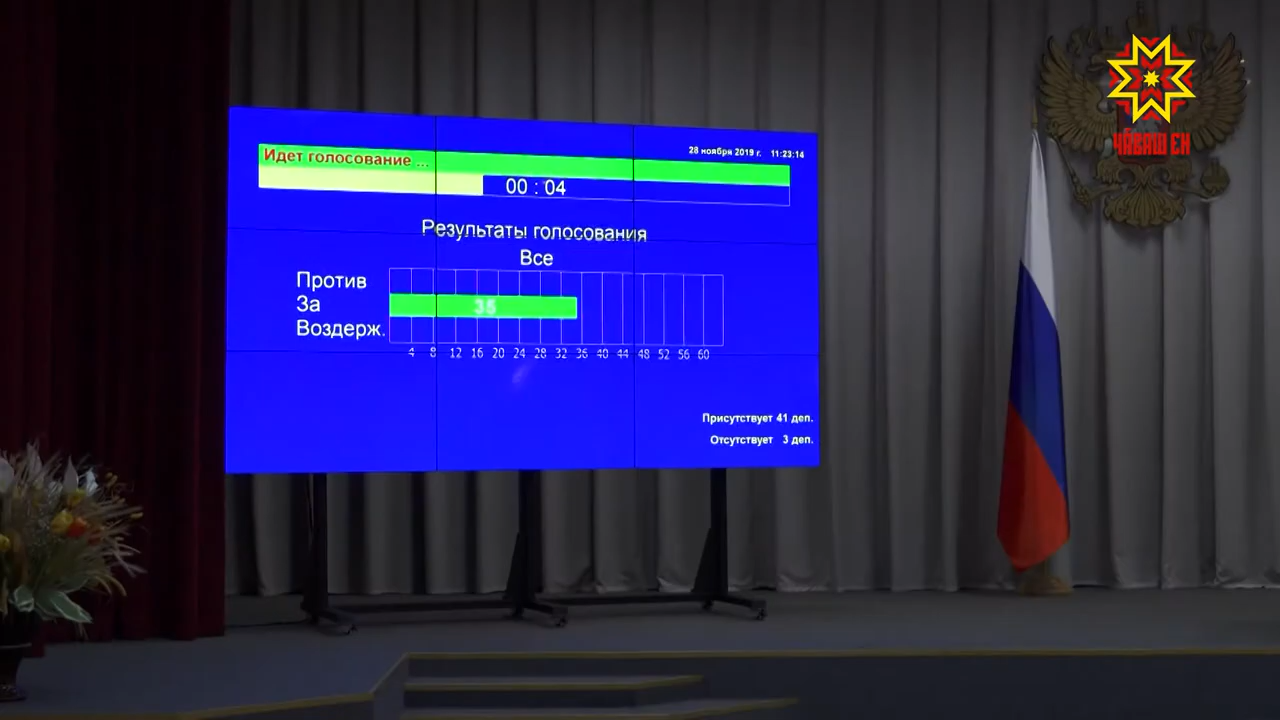 ЧӐВАШ ЕН
28 ноября 2019 г. 11:23:14
Идет голосование ...
00 : 04
Результаты голосования
Все
Против
За 35
Воздерж.
4 8 12 16 20 24 28 32 36 40 44 48 52 56 60
Присутствует 41 деп.
Отсутствует 3 деп.